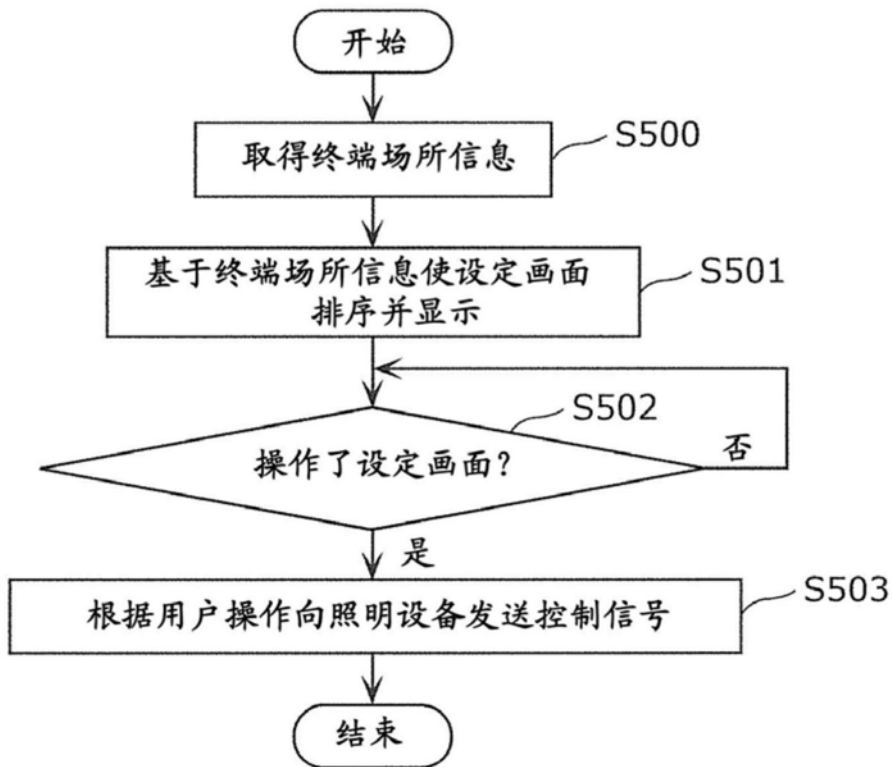 开始
取得终端场所信息
S500
基于终端场所信息使设定画面
排序并显示
S501
操作了设定画面?
S502
否
是
根据用户操作向照明设备发送控制信号
S503
结束